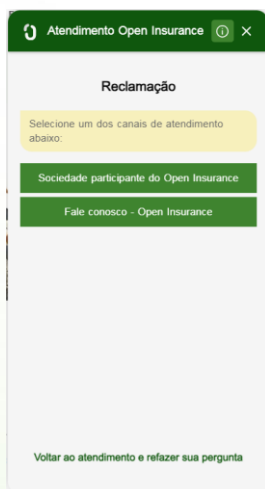 Atendimento Open Insurance
Reclamação
Selecione um dos canais de atendimento
abaixo:
Sociedade participante do Open Insurance
Fale conosco - Open Insurance
Voltar ao atendimento e refazer sua pergunta